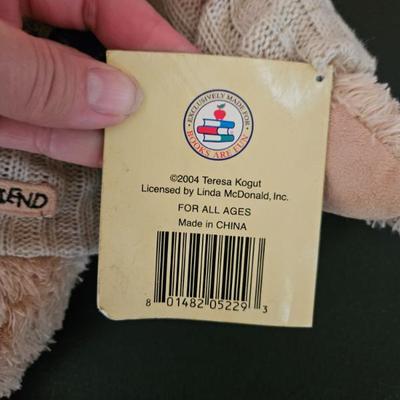 EXCLUSIVELY MADE FOR
BOOKS ARE FUN
©2004 Teresa Kogut
Licensed by Linda McDonald, Inc.
FOR ALL AGES
Made in CHINA
8 01482 05229 3
IEND